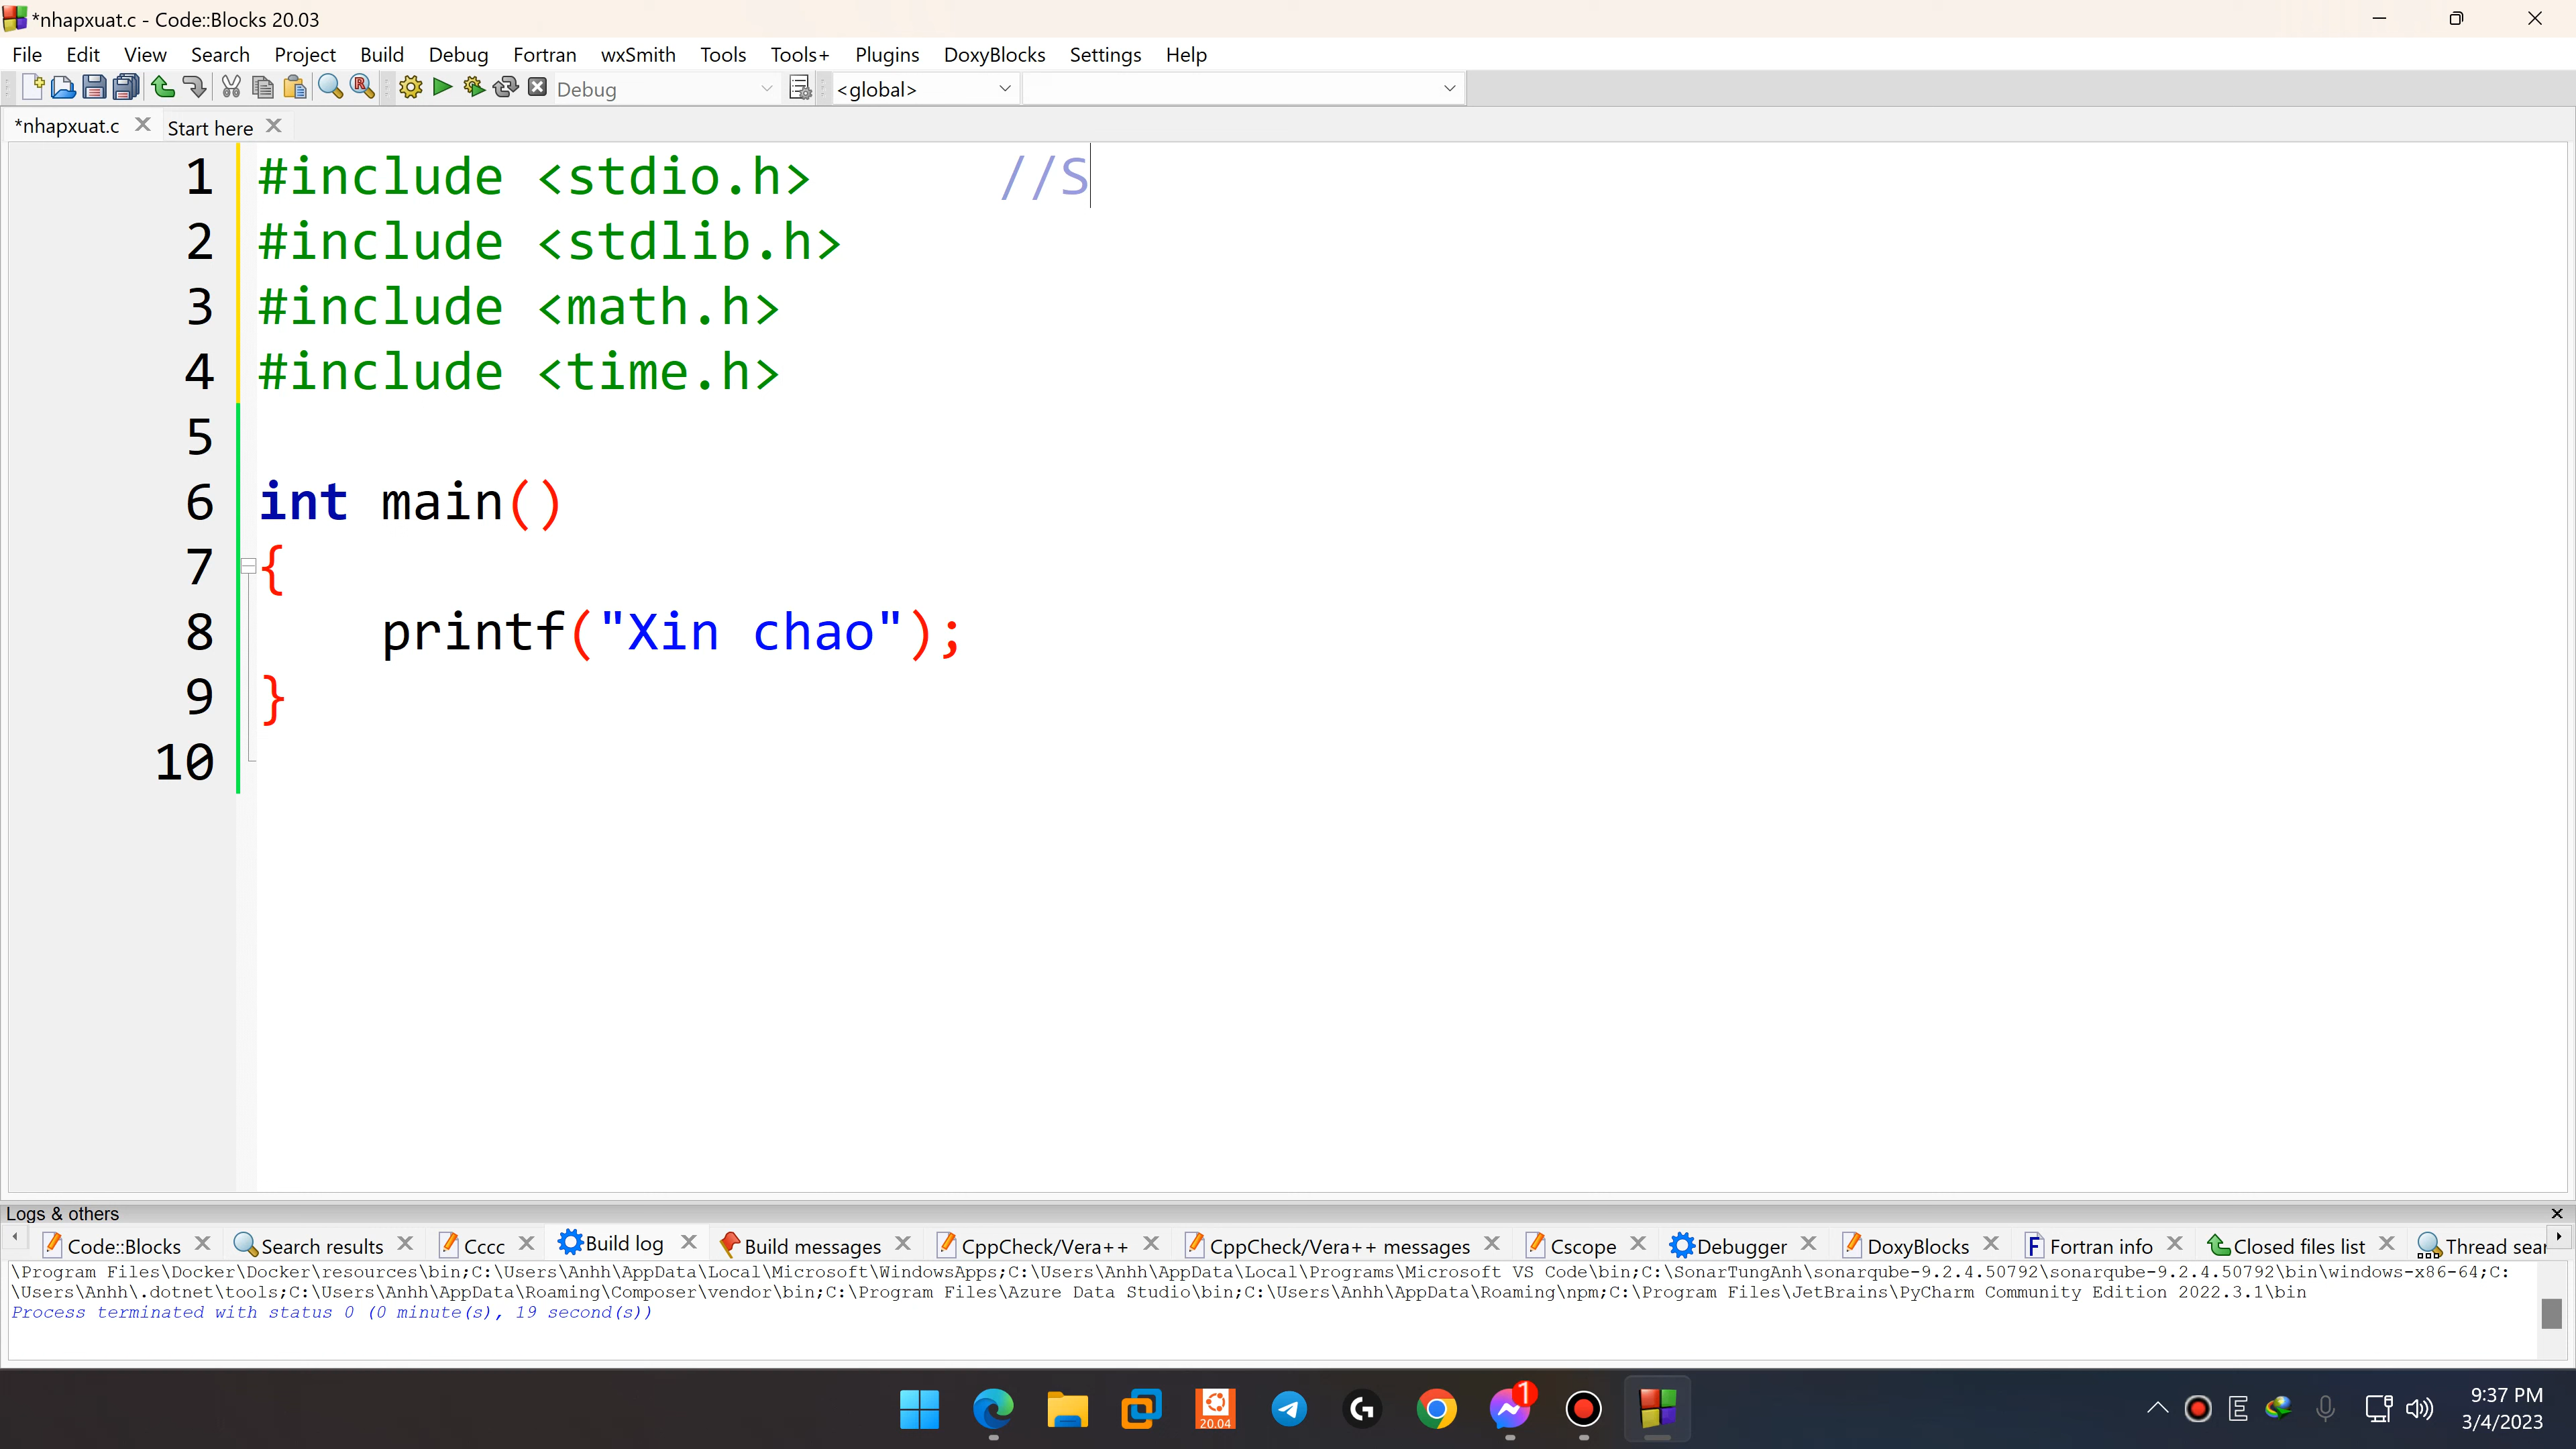 *nhapxuat.c - Code::Blocks 20.03
File Edit View Search Project Build Debug Fortran wxSmith Tools Tools+ Plugins DoxyBlocks Settings Help
Debug <global>
*nhapxuat.c Start here
1 #include <stdio.h> //S
2 #include <stdlib.h>
3 #include <math.h>
4 #include <time.h>
5
6 int main()
7 {
8 printf("Xin chao");
9 }
10
Logs & others
Code::Blocks Search results Cccc Build log Build messages CppCheck/Vera++ CppCheck/Vera++ messages Cscope Debugger DoxyBlocks Fortran info Closed files list Thread sear
\Program Files\Docker\Docker\resources\bin;C:\Users\Anhh\AppData\Local\Microsoft\WindowsApps;C:\Users\Anhh\AppData\Local\Programs\Microsoft VS Code\bin;C:\SonarTungAnh\sonarqube-9.2.4.50792\sonarqube-9.2.4.50792\bin\windows-x86-64;C:
\Users\Anhh\.dotnet\tools;C:\Users\Anhh\AppData\Roaming\Composer\vendor\bin;C:\Program Files\Azure Data Studio\bin;C:\Users\Anhh\AppData\Roaming\npm;C:\Program Files\JetBrains\PyCharm Community Edition 2022.3.1\bin
Process terminated with status 0 (0 minute(s), 19 second(s))
20.04
1
E
9:37 PM
3/4/2023